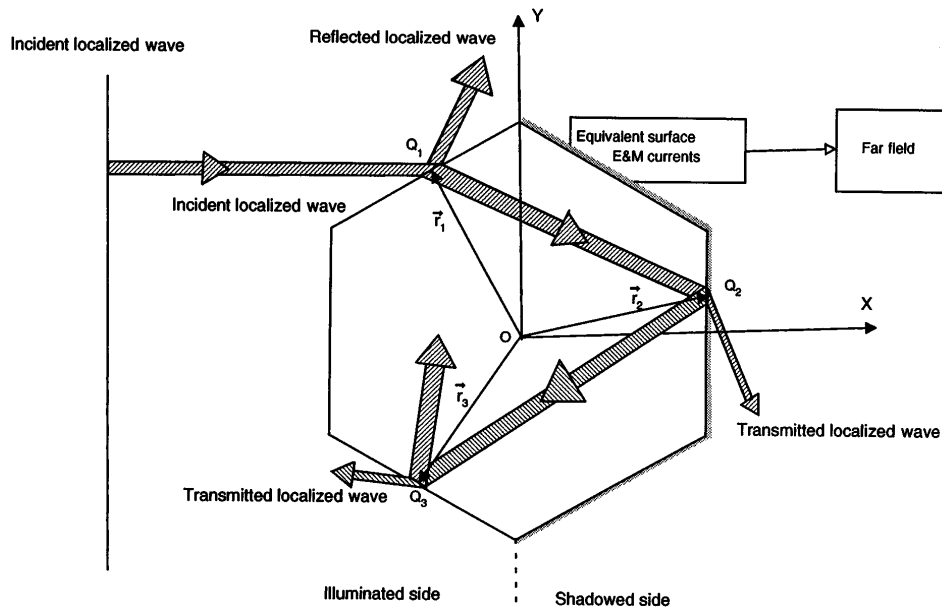 Y
Reflected localized wave
Incident localized wave
Q1
Equivalent surface
E&M currents
Far field
Incident localized wave
r1
Q2
r2
X
O
r3
Transmitted localized wave
Transmitted localized wave
Q3
Illuminated side
Shadowed side